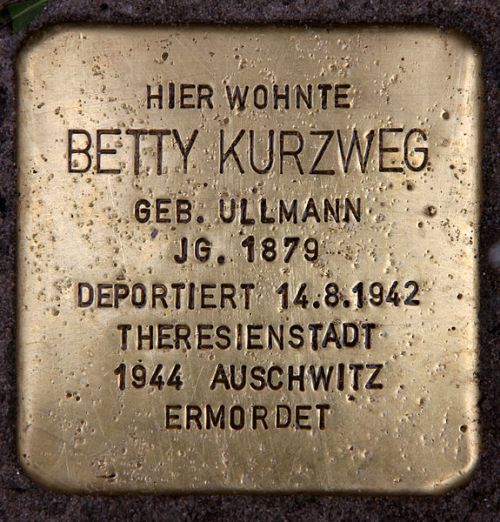 HIER WOHNTE
BETTY KURZWEG
GEB. ULLMANN
JG. 1879
DEPORTIERT 14.8.1942
THERESIENSTADT
1944 AUSCHWITZ
ERMORDET